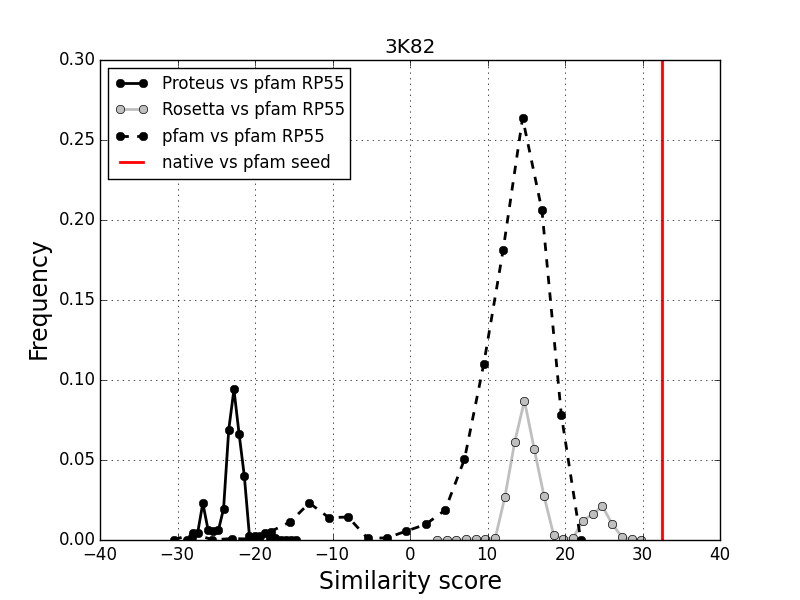 3K82
Proteus vs pfam RP55
Rosetta vs pfam RP55
pfam vs pfam RP55
native vs pfam seed
0.30
0.25
0.20
0.15
0.10
0.05
0.00
Frequency
−40 −30 −20 −10 0 10 20 30 40
Similarity score